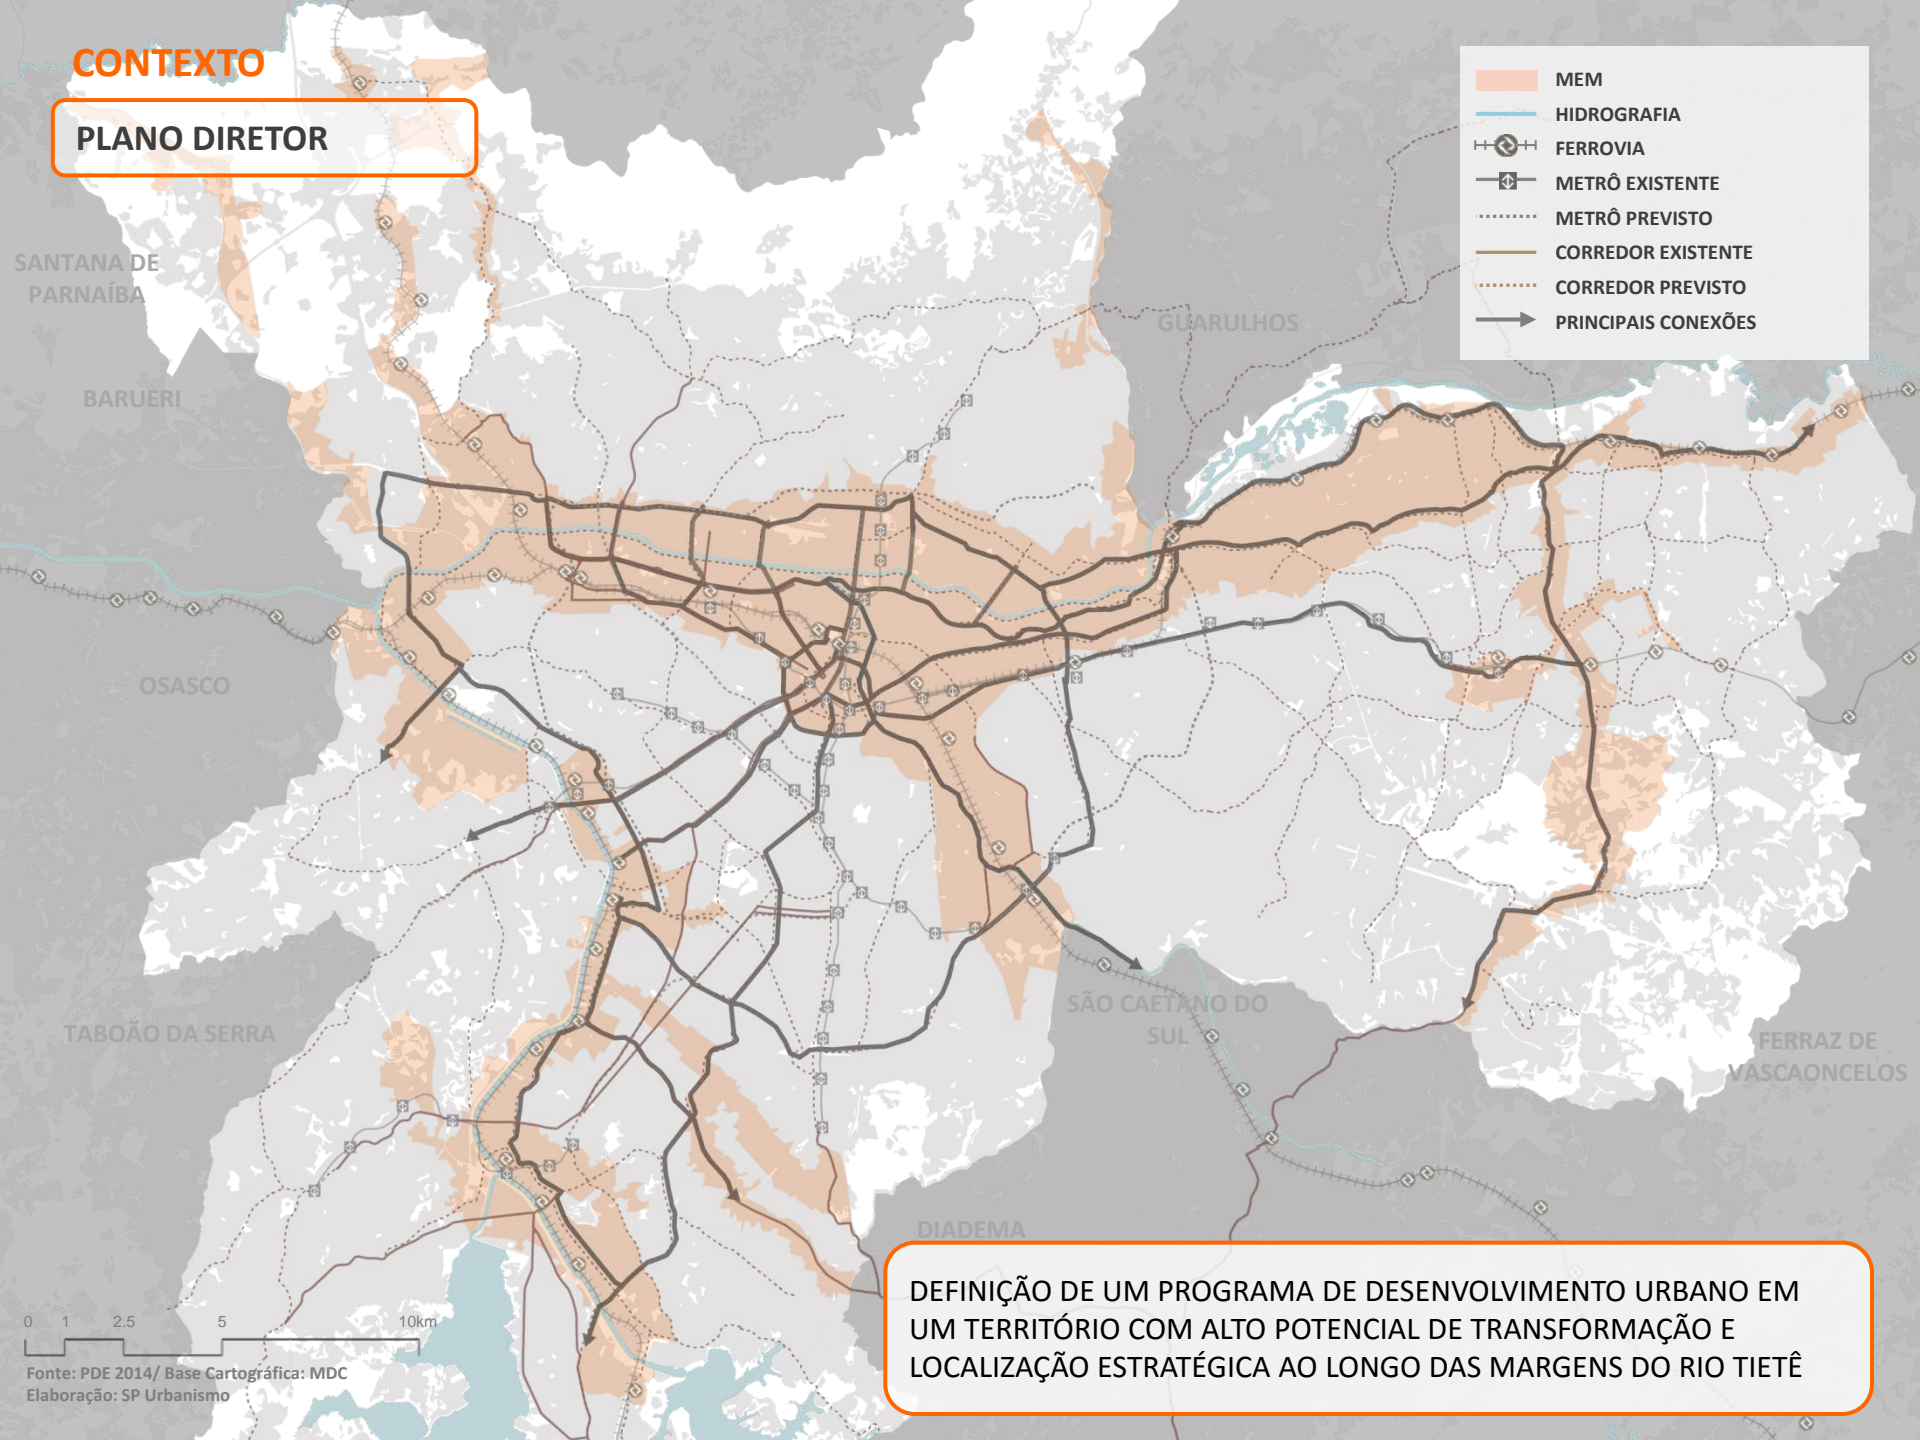 CONTEXTO
PLANO DIRETOR
MEM
HIDROGRAFIA
FERROVIA
METRÔ EXISTENTE
METRÔ PREVISTO
CORREDOR EXISTENTE
CORREDOR PREVISTO
PRINCIPAIS CONEXÕES
SANTANA DE
PARNAÍBA
GUARULHOS
BARUERI
OSASCO
SÃO CAETANO DO
SUL
TABOÃO DA SERRA
FERRAZ DE
VASCAONCELOS
DIADEMA
DEFINIÇÃO DE UM PROGRAMA DE DESENVOLVIMENTO URBANO EM
UM TERRITÓRIO COM ALTO POTENCIAL DE TRANSFORMAÇÃO E
LOCALIZAÇÃO ESTRATÉGICA AO LONGO DAS MARGENS DO RIO TIETÊ
0 1 2.5 5 10km
Fonte: PDE 2014/ Base Cartográfica: MDC
Elaboração: SP Urbanismo